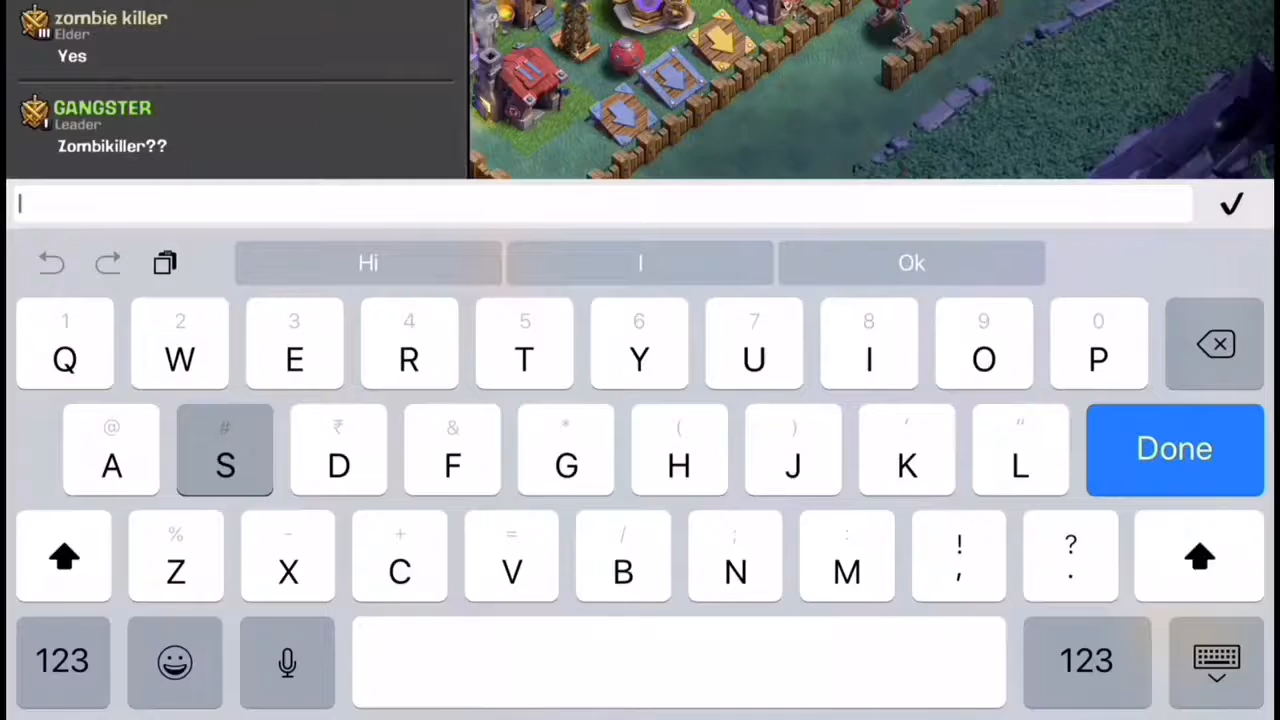 zombie killer
Elder
Yes
GANGSTER
Leader
Zombikiller??
Hi I Ok
1 2 3 4 5 6 7 8 9 0
Q W E R T Y U I O P
@ # ₹ & * ( ) ' "
A S D F G H J K L Done
% - + = / ; : ! ?
Z X C V B N M , .
123 123